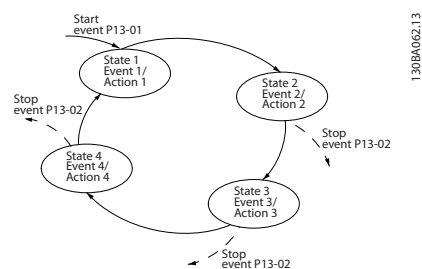 Start
event P13-01
130BA062.13
State 1
Event 1/
Action 1
State 2
Event 2/
Action 2
Stop
event P13-02
Stop
event P13-02
State 4
Event 4/
Action 4
State 3
Event 3/
Action 3
Stop
event P13-02